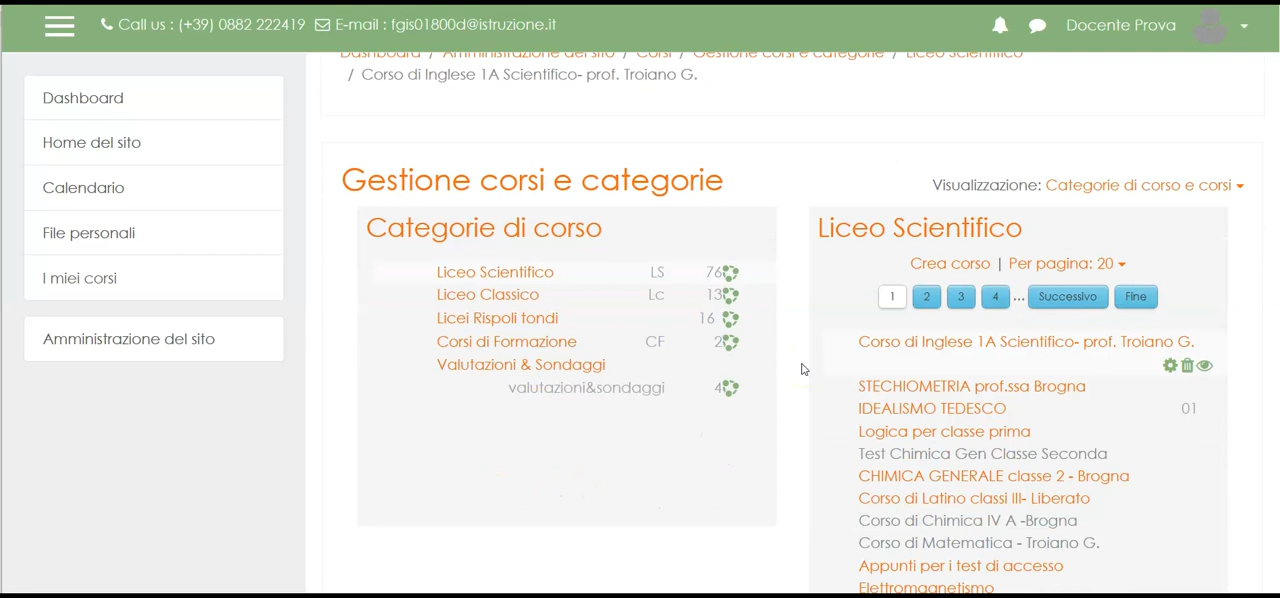 Call us : (+39) 0882 222419 E-mail : fgis01800d@istruzione.it
Docente Prova
Dashboard / Amministrazione del sito / Corsi / Gestione corsi e categorie / Liceo Scientifico
/ Corso di Inglese 1A Scientifico- prof. Troiano G.
Dashboard
Home del sito
Calendario
File personali
I miei corsi
Amministrazione del sito
Gestione corsi e categorie
Visualizzazione: Categorie di corso e corsi
Categorie di corso
Liceo Scientifico LS 76
Liceo Classico Lc 13
Licei Rispoli tondi 16
Corsi di Formazione CF 2
Valutazioni & Sondaggi
valutazioni&sondaggi 4
Liceo Scientifico
Crea corso | Per pagina: 20
1 2 3 4 ... Successivo Fine
Corso di Inglese 1A Scientifico- prof. Troiano G.
STECHIOMETRIA prof.ssa Brogna
IDEALISMO TEDESCO 01
Logica per classe prima
Test Chimica Gen Classe Seconda
CHIMICA GENERALE classe 2 - Brogna
Corso di Latino classi III- Liberato
Corso di Chimica IV A -Brogna
Corso di Matematica - Troiano G.
Appunti per i test di accesso
Elettromagnetismo